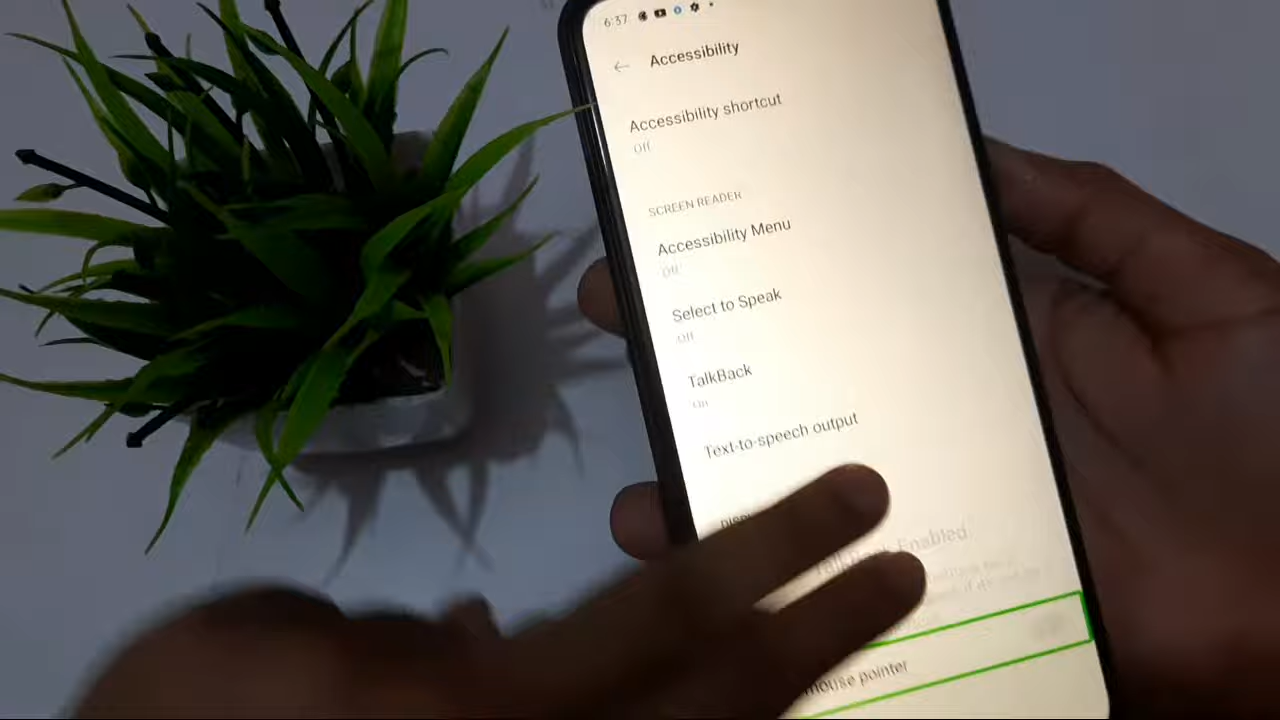 6:37
Accessibility
Accessibility shortcut
Off
SCREEN READER
Accessibility Menu
Off
Select to Speak
Off
TalkBack
On
Text-to-speech output
Enabled
mouse pointer